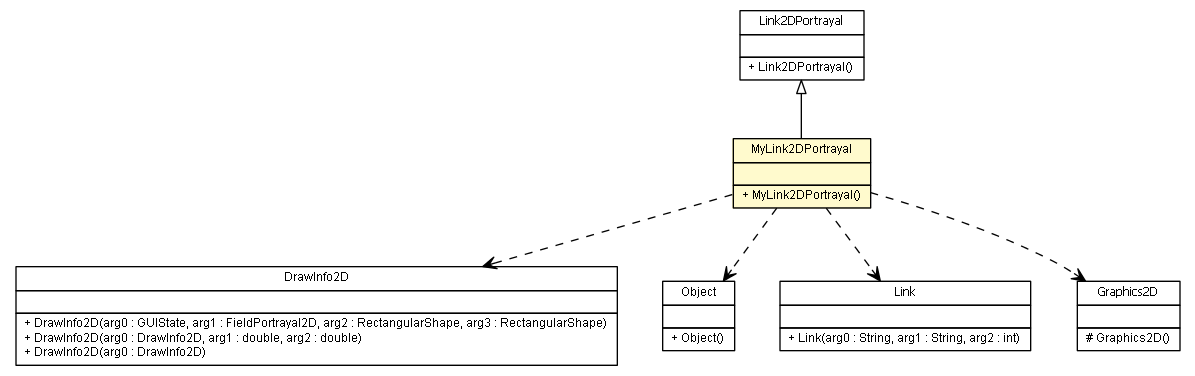 Link2DPortrayal
+ Link2DPortrayal()
MyLink2DPortrayal
+ MyLink2DPortrayal()
DrawInfo2D
+ DrawInfo2D(arg0 : GUIState, arg1 : FieldPortrayal2D, arg2 : RectangularShape, arg3 : RectangularShape)
+ DrawInfo2D(arg0 : DrawInfo2D, arg1 : double, arg2 : double)
+ DrawInfo2D(arg0 : DrawInfo2D)
Object
+ Object()
Link
+ Link(arg0 : String, arg1 : String, arg2 : int)
Graphics2D
# Graphics2D()